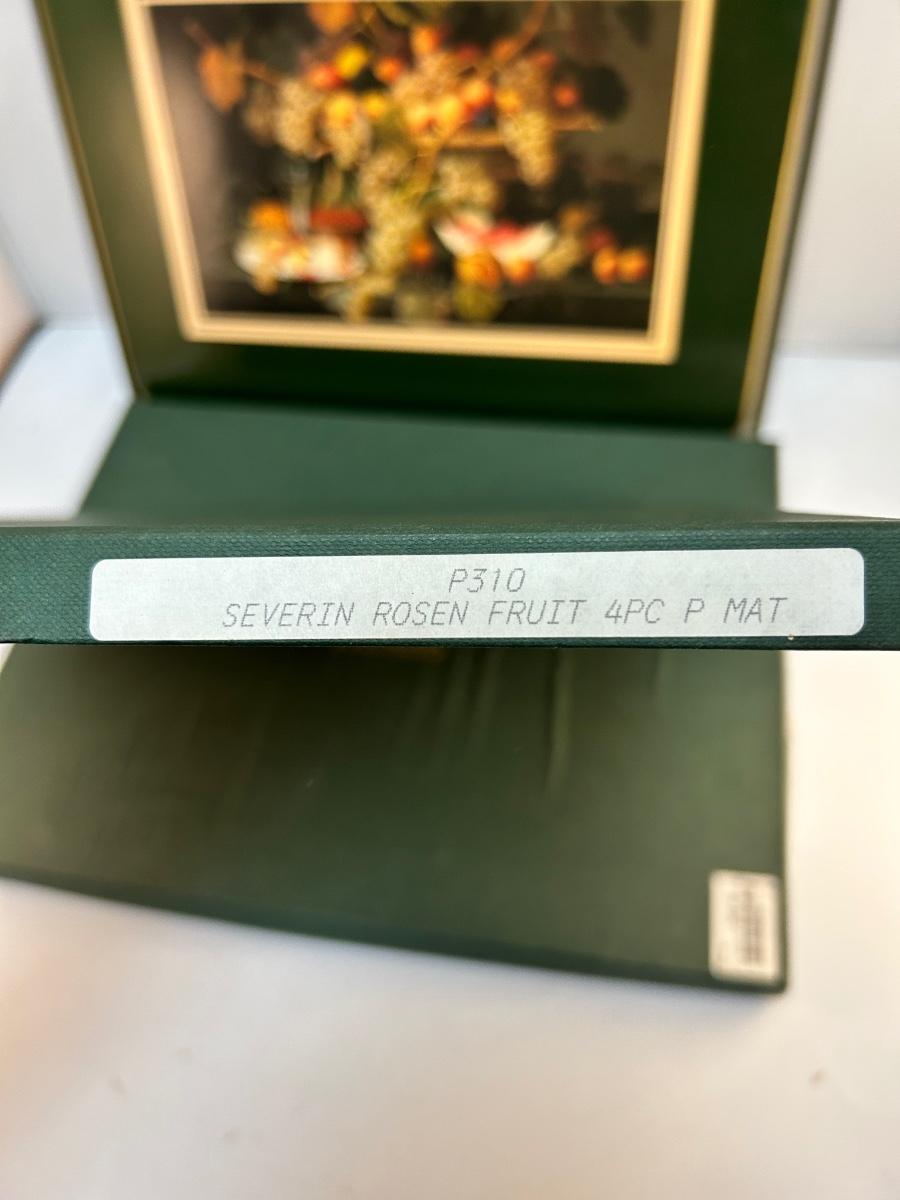 P310
SEVERIN ROSEN FRUIT 4PC P MAT